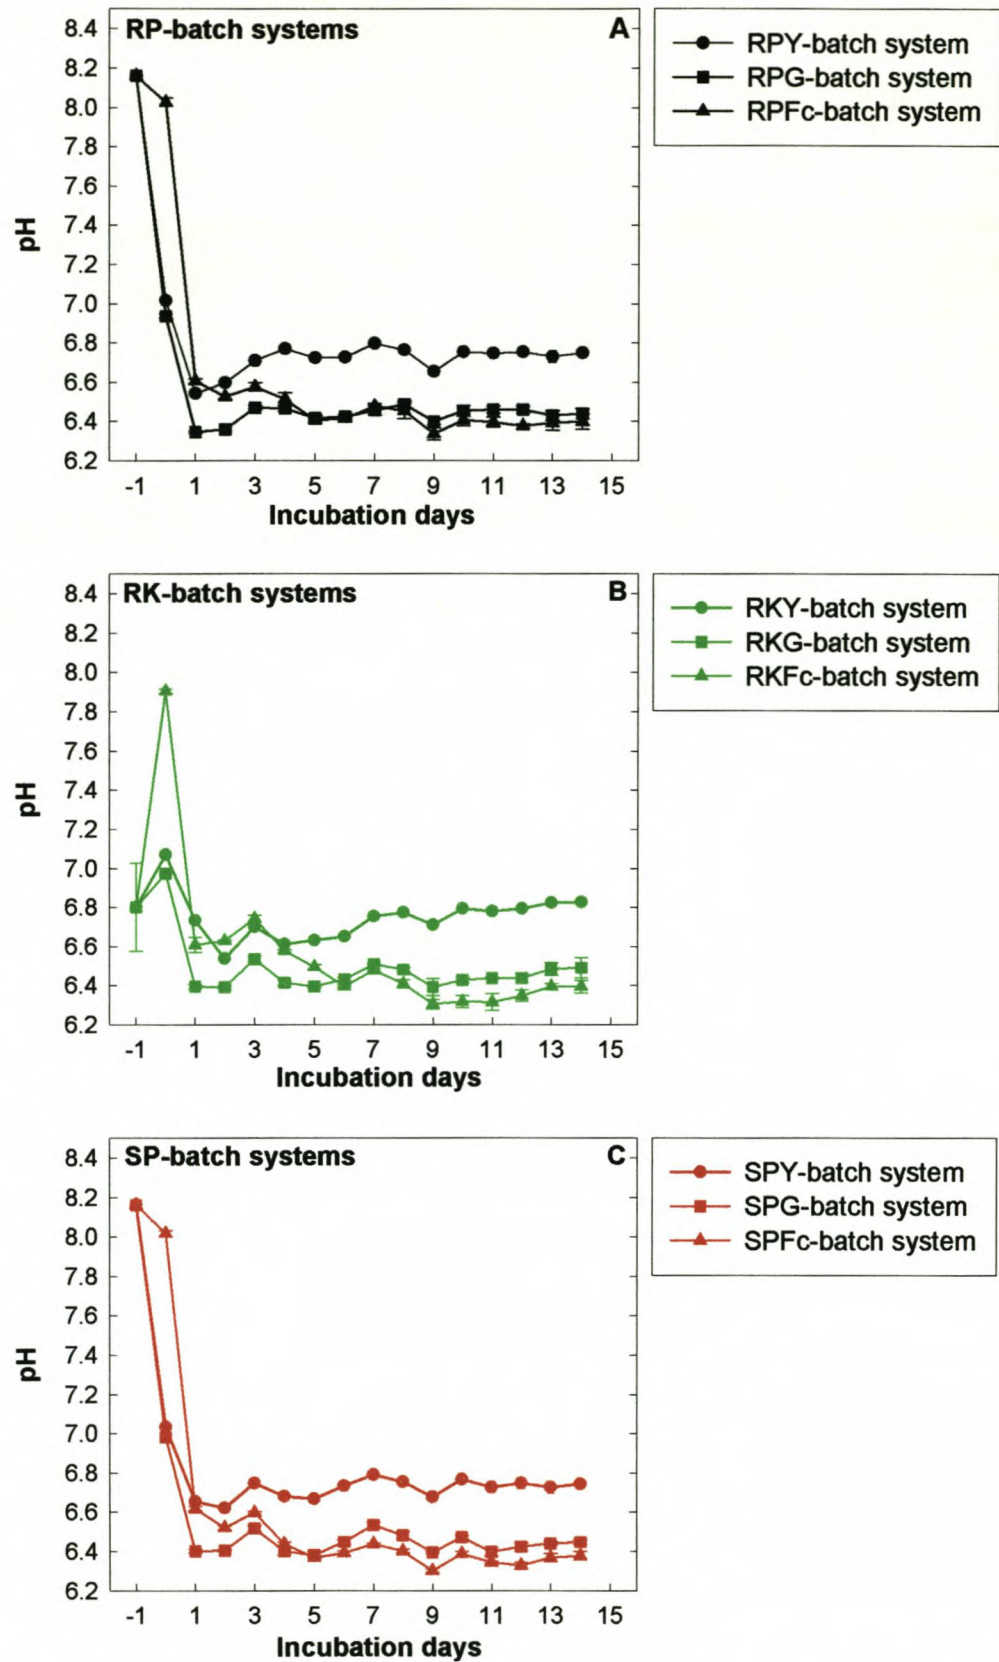 RP-batch systems
A
RPY-batch system
RPG-batch system
RPFc-batch system
8.4
8.2
8.0
7.8
7.6
7.4
7.2
7.0
6.8
6.6
6.4
6.2
pH
-1 1 3 5 7 9 11 13 15
Incubation days
RK-batch systems
B
RKY-batch system
RKG-batch system
RKFc-batch system
8.4
8.2
8.0
7.8
7.6
7.4
7.2
7.0
6.8
6.6
6.4
6.2
pH
-1 1 3 5 7 9 11 13 15
Incubation days
SP-batch systems
C
SPY-batch system
SPG-batch system
SPFc-batch system
8.4
8.2
8.0
7.8
7.6
7.4
7.2
7.0
6.8
6.6
6.4
6.2
pH
-1 1 3 5 7 9 11 13 15
Incubation days